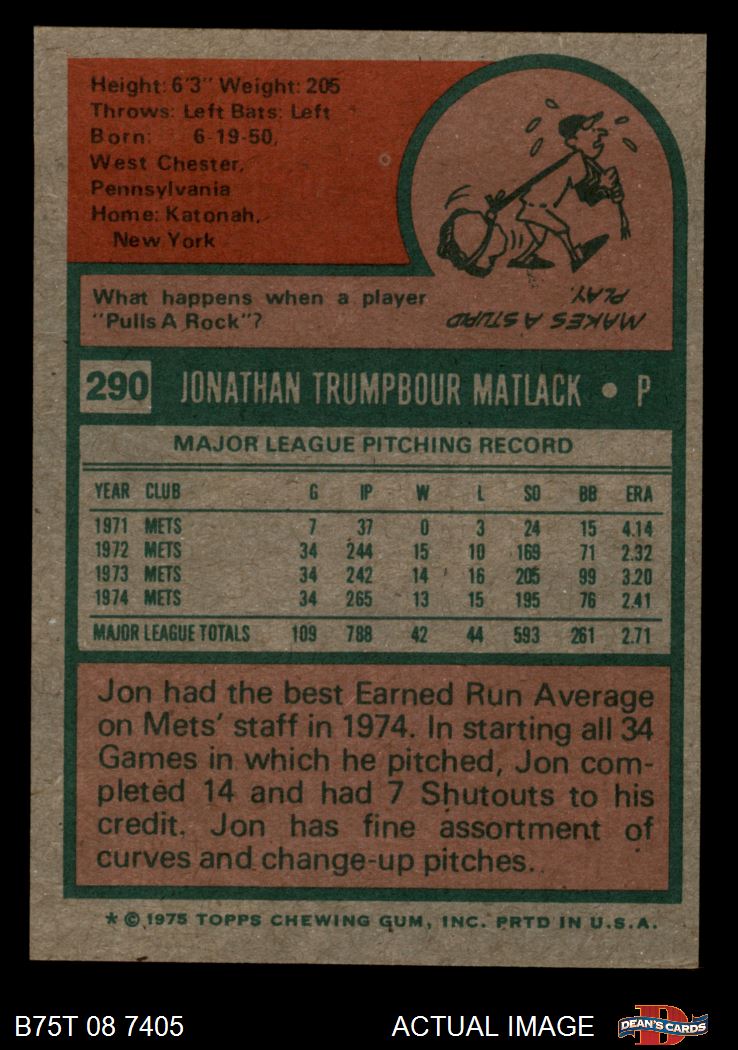 Height: 6'3" Weight: 205
Throws: Left Bats: Left
Born: 6-19-50,
West Chester,
Pennsylvania
Home: Katonah,
New York
What happens when a player
"Pulls A Rock"?
MAKES A STUPID
PLAY.
290 JONATHAN TRUMPBOUR MATLACK • P
MAJOR LEAGUE PITCHING RECORD
YEAR CLUB G IP W L SO BB ERA
1971 METS 7 37 0 3 24 15 4.14
1972 METS 34 244 15 10 169 71 2.32
1973 METS 34 242 14 16 205 99 3.20
1974 METS 34 265 13 15 195 76 2.41
MAJOR LEAGUE TOTALS 109 788 42 44 593 261 2.71
Jon had the best Earned Run Average
on Mets' staff in 1974. In starting all 34
Games in which he pitched, Jon com-
pleted 14 and had 7 Shutouts to his
credit. Jon has fine assortment of
curves and change-up pitches.
* © 1975 TOPPS CHEWING GUM, INC. PRTD IN U.S.A.
B75T 08 7405 ACTUAL IMAGE
D
DEAN'S CARDS